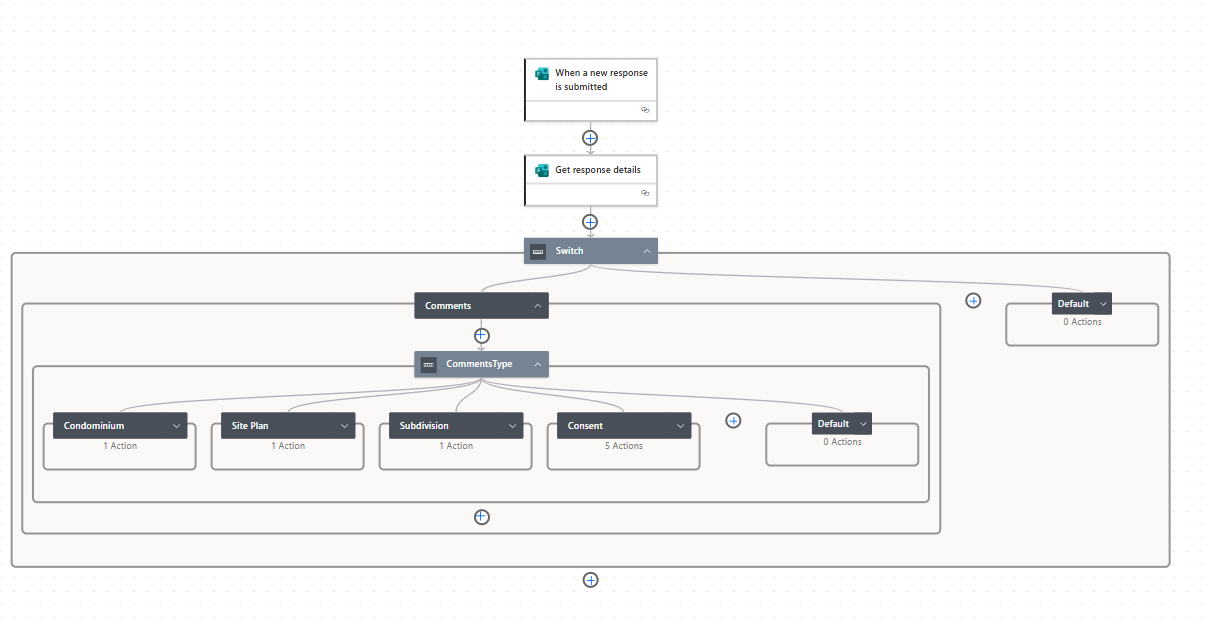 When a new response
is submitted
Get response details
Switch
Comments
Default
0 Actions
CommentsType
Condominium
1 Action
Site Plan
1 Action
Subdivision
1 Action
Consent
5 Actions
Default
0 Actions